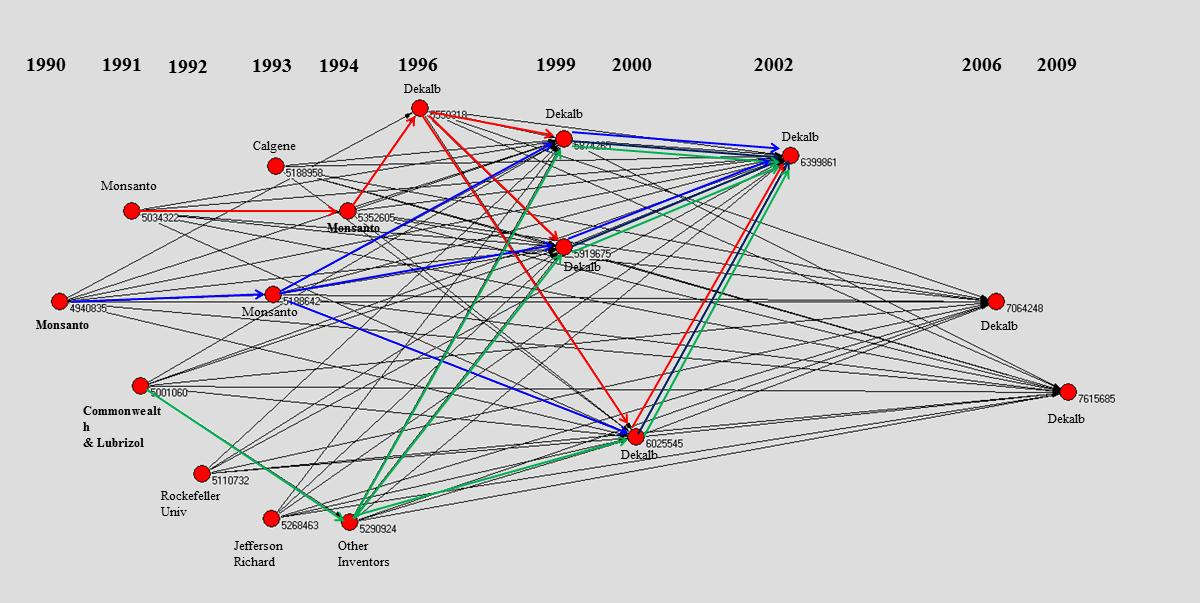 1990 1991 1992 1993 1994 1996 1999 2000 2002 2006 2009
Dekalb
5550318
Dekalb
5874265
Dekalb
6399861
Calgene
5188958
Monsanto
5034322
5352605
Monsanto
5919675
Dekalb
4940835
Monsanto
5188642
Monsanto
7064248
Dekalb
5001060
Commonwealt
h
& Lubrizol
7615685
Dekalb
6025545
Dekalb
5110732
Rockefeller
Univ
5268463
Jefferson
Richard
5290924
Other
Inventors